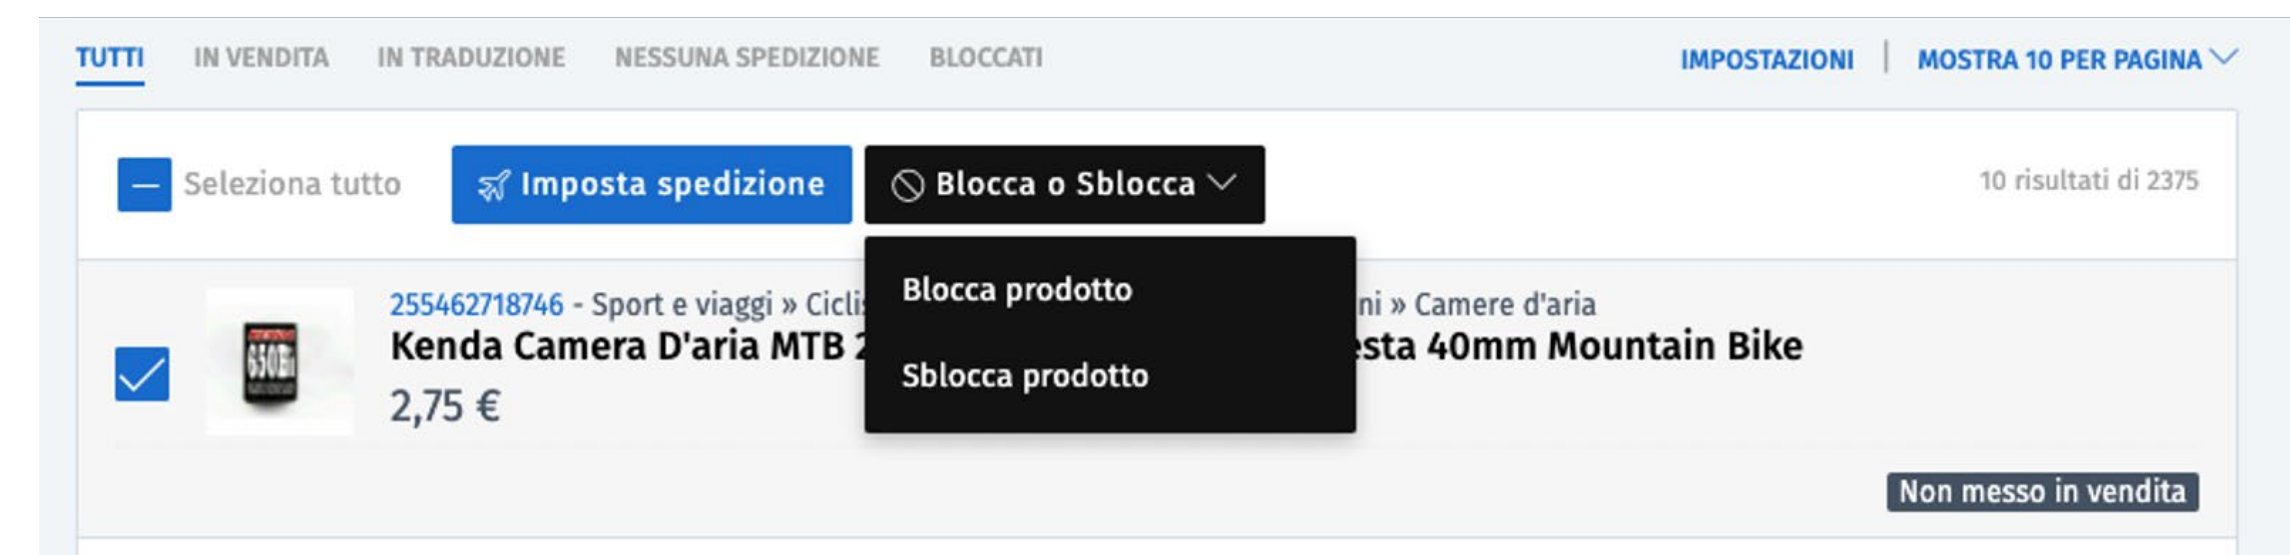 TUTTI IN VENDITA IN TRADUZIONE NESSUNA SPEDIZIONE BLOCCATI IMPOSTAZIONI MOSTRA 10 PER PAGINA
Seleziona tutto Imposta spedizione Blocca o Sblocca 10 risultati di 2375
Blocca prodotto
Sblocca prodotto
255462718746 - Sport e viaggi » Cicli ni » Camere d'aria
Kenda Camera D'aria MTB 2 esta 40mm Mountain Bike
2,75 €
650B
Non messo in vendita